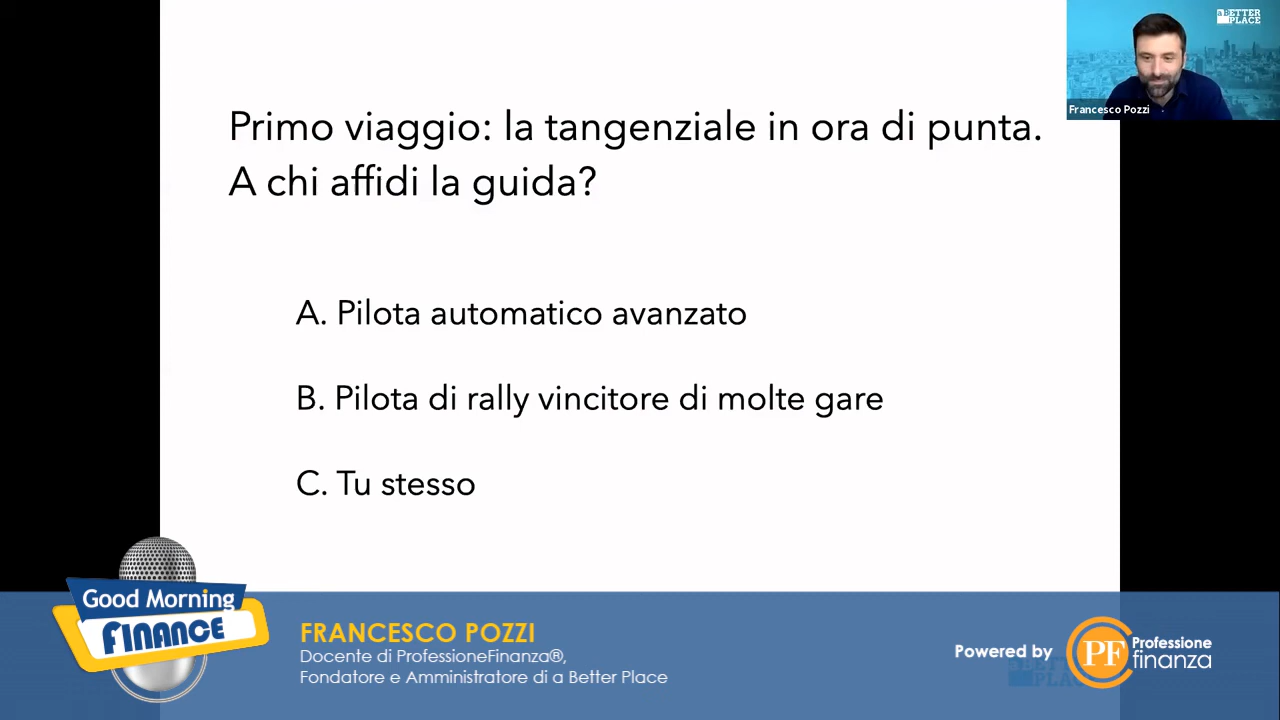 a BETTER
PLACE
Francesco Pozzi
Primo viaggio: la tangenziale in ora di punta.
A chi affidi la guida?
A. Pilota automatico avanzato
B. Pilota di rally vincitore di molte gare
C. Tu stesso
Good Morning
FINANCE
FRANCESCO POZZI
Docente di ProfessioneFinanza®,
Fondatore e Amministratore di a Better Place
Powered by
PF
Professione
finanza
BETTER
PLACE